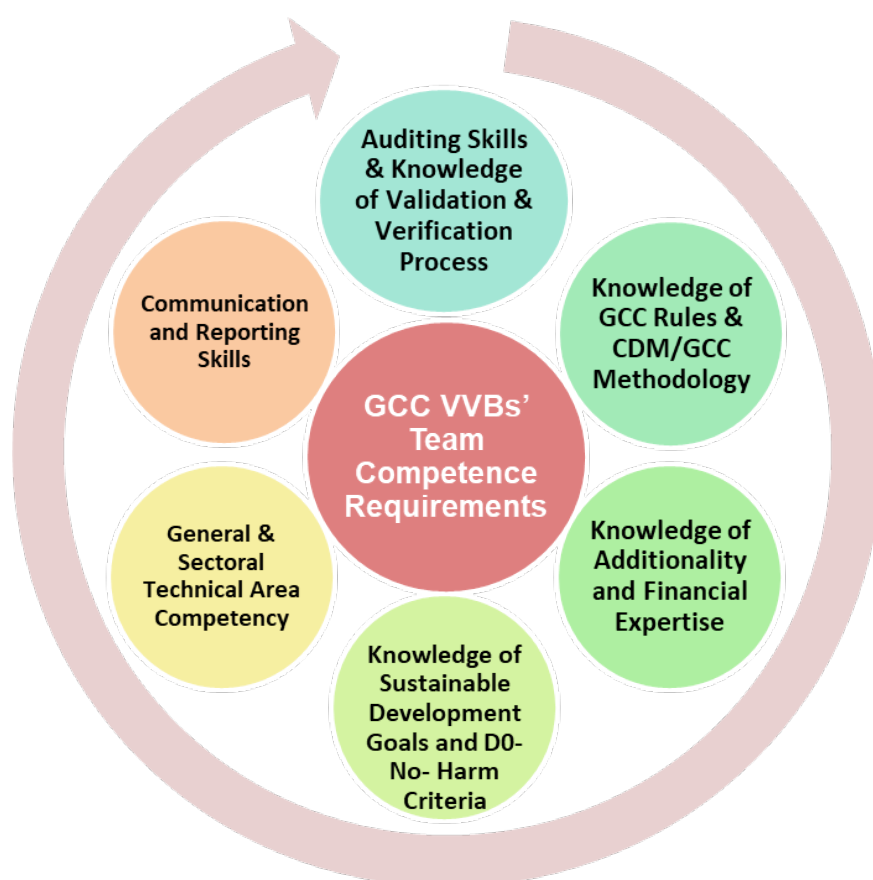 Auditing Skills
& Knowledge
of Validation &
Verification
Process
Knowledge of
GCC Rules &
CDM/GCC
Methodology
Knowledge of
Additionality
and Financial
Expertise
Knowledge of
Sustainable
Development
Goals and D0-
No- Harm
Criteria
General &
Sectoral
Technical Area
Competency
Communication
and Reporting
Skills
GCC VVBs’
Team
Competence
Requirements